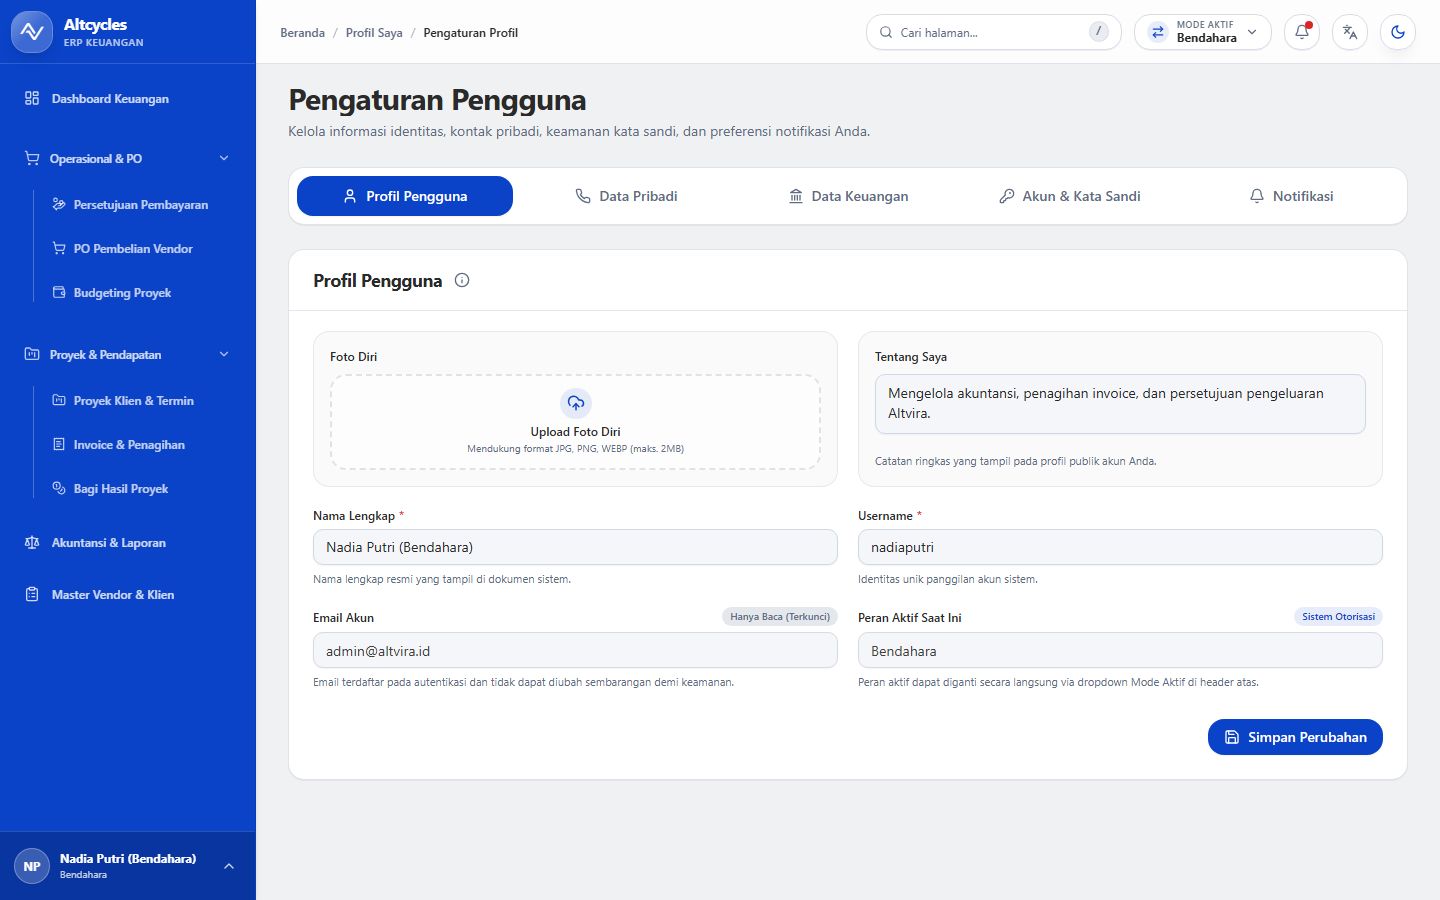 Altcycles
ERP KEUANGAN
Dashboard Keuangan
Operasional & PO
Persetujuan Pembayaran
PO Pembelian Vendor
Budgeting Proyek
Proyek & Pendapatan
Proyek Klien & Termin
Invoice & Penagihan
Bagi Hasil Proyek
Akuntansi & Laporan
Master Vendor & Klien
NP
Nadia Putri (Bendahara)
Bendahara
Beranda / Profil Saya / Pengaturan Profil
Cari halaman... /
MODE AKTIF
Bendahara
Pengaturan Pengguna
Kelola informasi identitas, kontak pribadi, keamanan kata sandi, dan preferensi notifikasi Anda.
Profil Pengguna
Data Pribadi
Data Keuangan
Akun & Kata Sandi
Notifikasi
Profil Pengguna
Foto Diri
Upload Foto Diri
Mendukung format JPG, PNG, WEBP (maks. 2MB)
Tentang Saya
Mengelola akuntansi, penagihan invoice, dan persetujuan pengeluaran
Altvira.
Catatan ringkas yang tampil pada profil publik akun Anda.
Nama Lengkap *
Nadia Putri (Bendahara)
Nama lengkap resmi yang tampil di dokumen sistem.
Username *
nadiaputri
Identitas unik panggilan akun sistem.
Email Akun
Hanya Baca (Terkunci)
admin@altvira.id
Email terdaftar pada autentikasi dan tidak dapat diubah sembarangan demi keamanan.
Peran Aktif Saat Ini
Sistem Otorisasi
Bendahara
Peran aktif dapat diganti secara langsung via dropdown Mode Aktif di header atas.
Simpan Perubahan